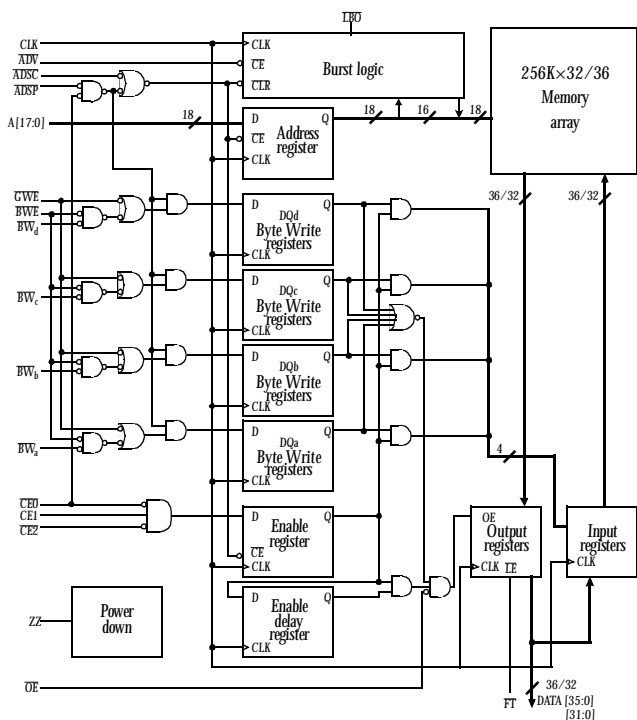 LBO
CLK
ADV
ADSC
ADSP
CLK
CE
CLR
Burst logic
256K×32/36
Memory
array
A[17:0]
18
D
Q
CE
CLK
Address
register
18
16
18
GWE
BWE
BWd
D
DQd
Q
Byte Write
registers
CLK
36/32
36/32
BWc
D
DQc
Q
Byte Write
registers
CLK
BWb
D
DQb
Q
Byte Write
registers
CLK
BWa
D
DQa
Q
Byte Write
registers
CLK
4
CE0
CE1
CE2
D
Q
Enable
register
CE
CLK
OE
Output
registers
CLK
LE
Input
registers
CLK
D
Q
Enable
delay
register
CLK
ZZ
Power
down
OE
FT
36/32
DATA [35:0]
[31:0]